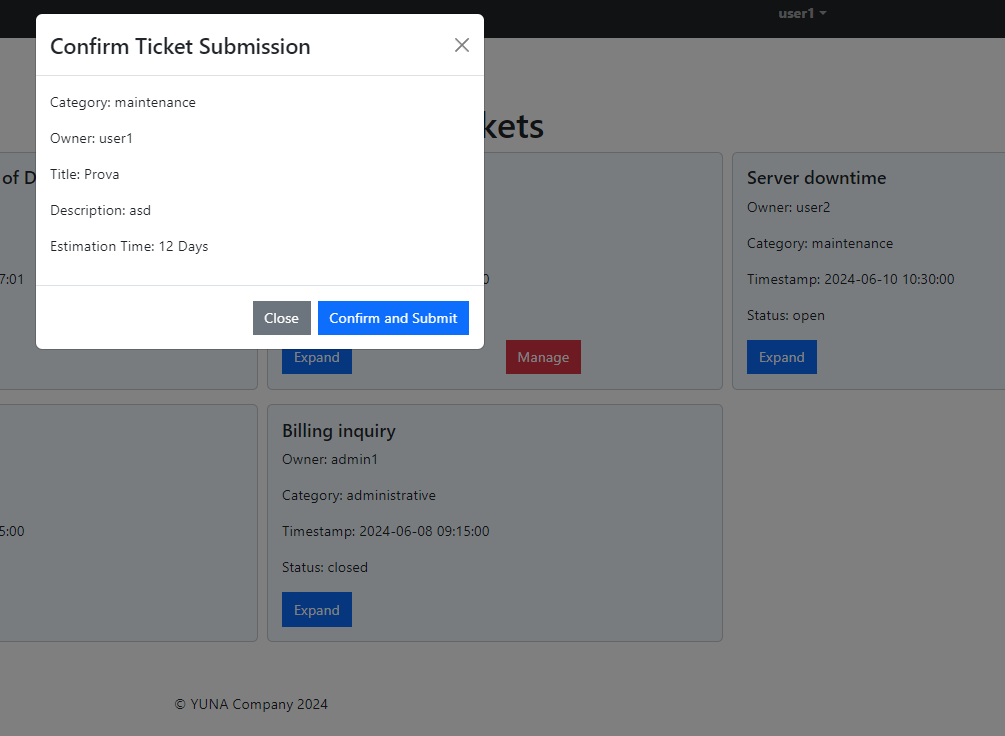 user1
Confirm Ticket Submission
Category: maintenance
Owner: user1
Title: Prova
Description: asd
Estimation Time: 12 Days
Close
Confirm and Submit
kets
of D
7:01
0
Expand
Manage
Server downtime
Owner: user2
Category: maintenance
Timestamp: 2024-06-10 10:30:00
Status: open
Expand
5:00
Billing inquiry
Owner: admin1
Category: administrative
Timestamp: 2024-06-08 09:15:00
Status: closed
Expand
© YUNA Company 2024